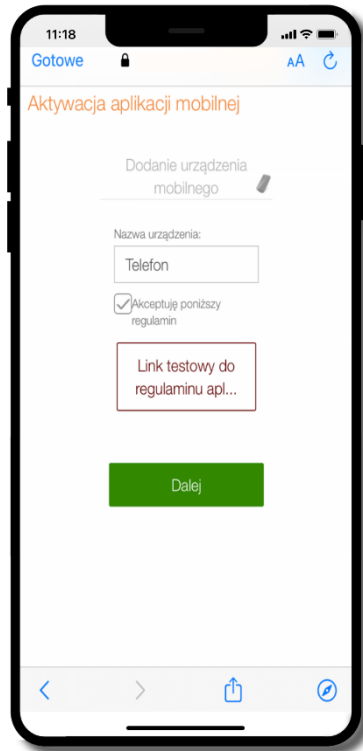 11:18
Gotowe
AA
Aktywacja aplikacji mobilnej
Dodanie urządzenia
mobilnego
Nazwa urządzenia:
Telefon
Akceptuję poniższy
regulamin
Link testowy do
regulaminu apl...
Dalej